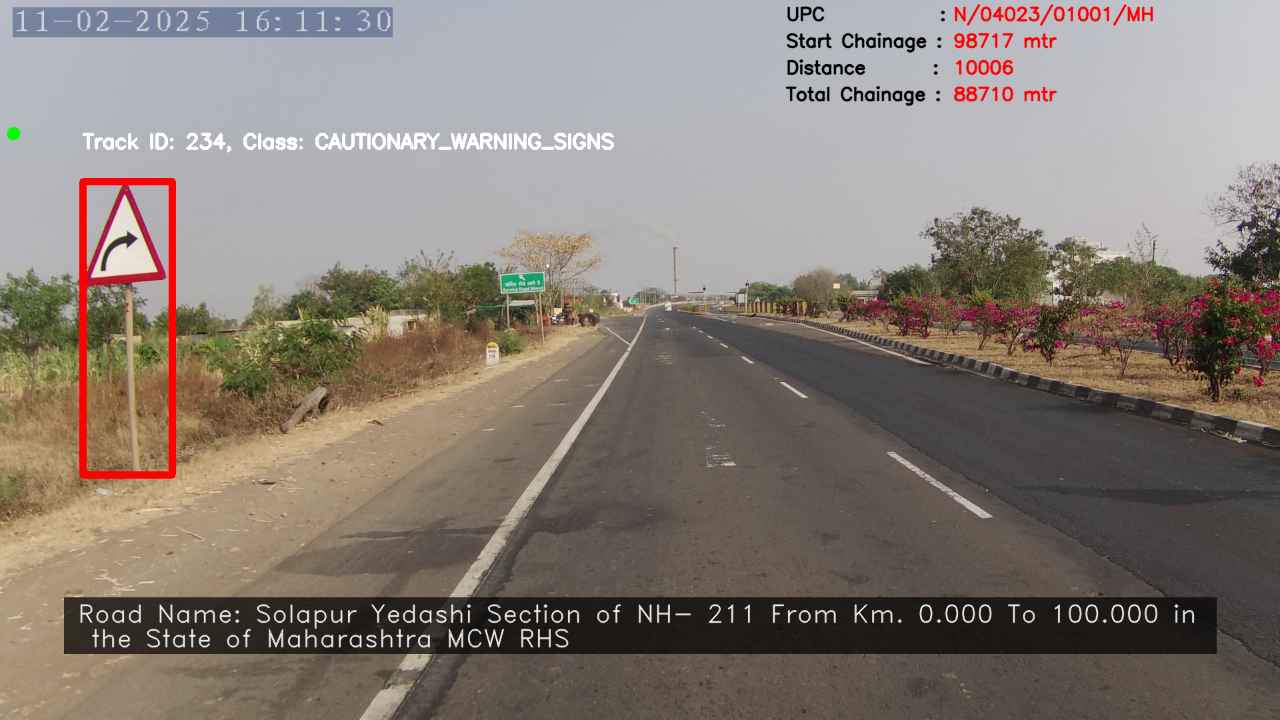 11-02-2025 16:11:30
UPC : N/04023/01001/MH
Start Chainage : 98717 mtr
Distance : 10006
Total Chainage : 88710 mtr
Track ID: 234, Class: CAUTIONARY_WARNING_SIGNS
Road Name: Solapur Yedashi Section of NH- 211 From Km. 0.000 To 100.000 in
the State of Maharashtra MCW RHS